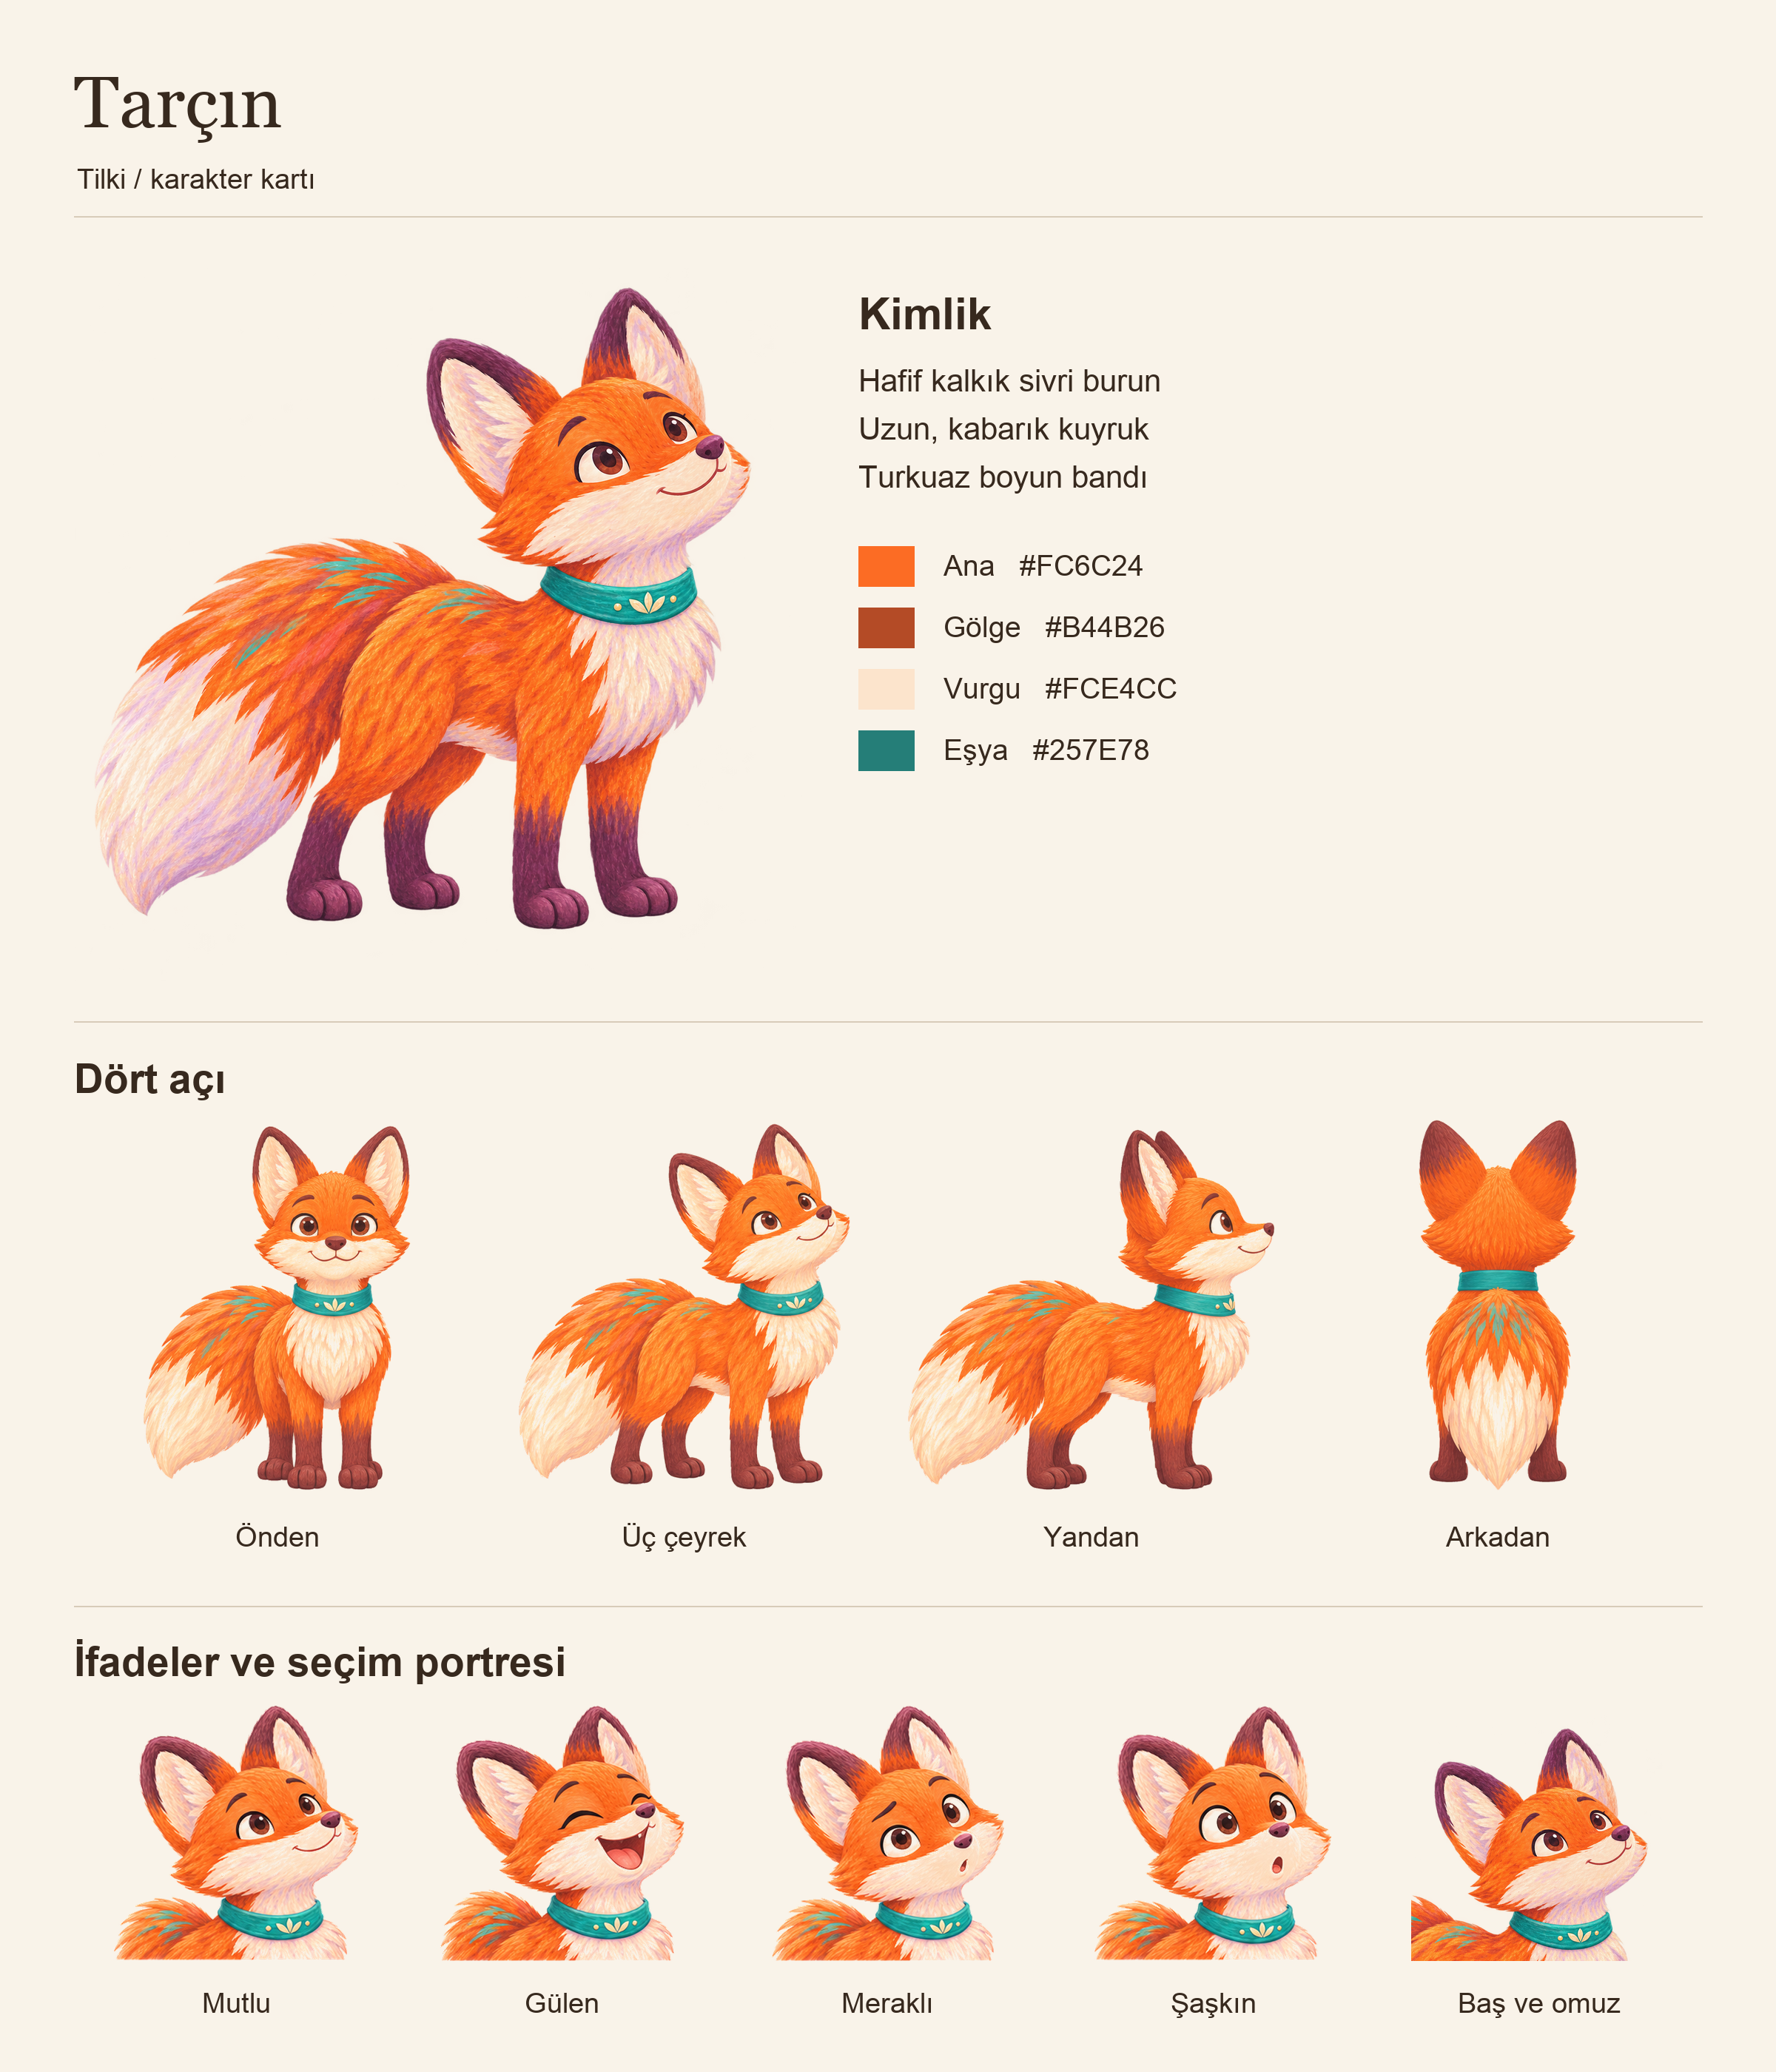 Tarçın
Tilki / karakter kartı
Kimlik
Hafif kalkık sivri burun
Uzun, kabarık kuyruk
Turkuaz boyun bandı
Ana #FC6C24
Gölge #B44B26
Vurgu #FCE4CC
Eşya #257E78
Dört açı
Önden
Üç çeyrek
Yandan
Arkadan
İfadeler ve seçim portresi
Mutlu
Gülen
Meraklı
Şaşkın
Baş ve omuz